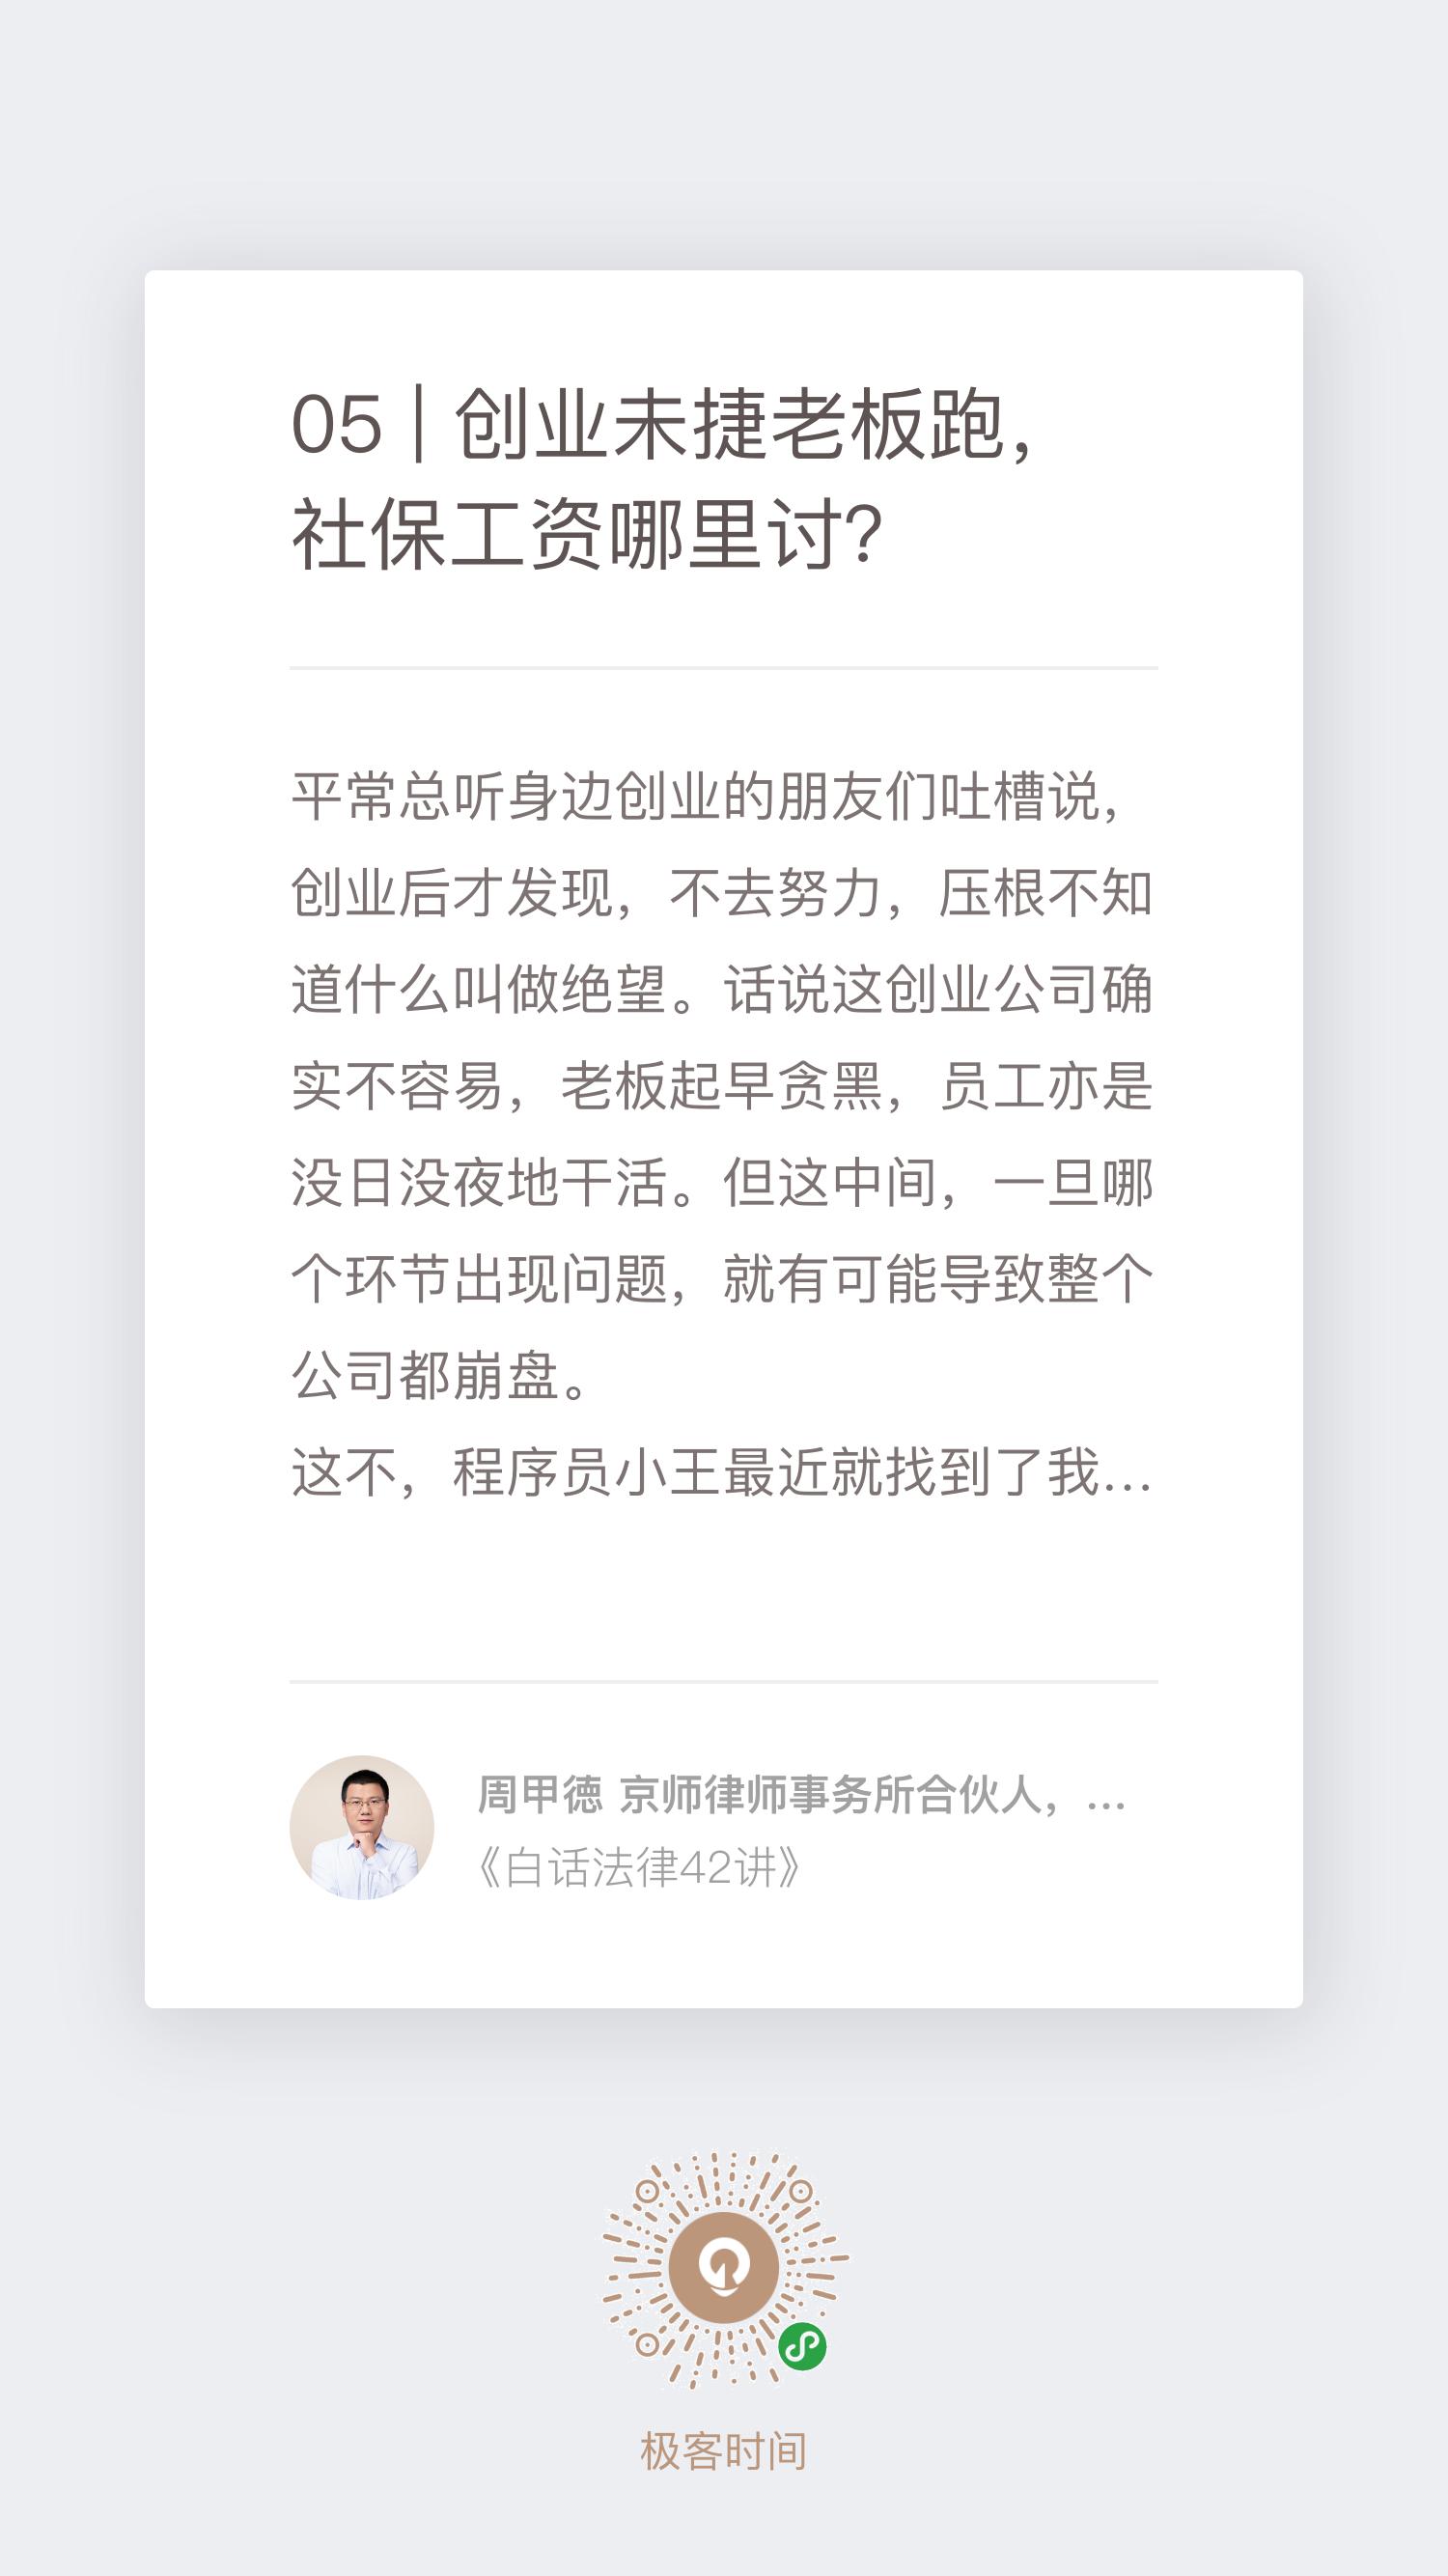 05 | 创业未捷老板跑，
社保工资哪里讨？
平常总听身边创业的朋友们吐槽说，
创业后才发现，不去努力，压根不知
道什么叫做绝望。话说这创业公司确
实不容易，老板起早贪黑，员工亦是
没日没夜地干活。但这中间，一旦哪
个环节出现问题，就有可能导致整个
公司都崩盘。
这不，程序员小王最近就找到了我...
周甲徳 京师律师事务所合伙人，...
《白话法律42讲》
极客时间